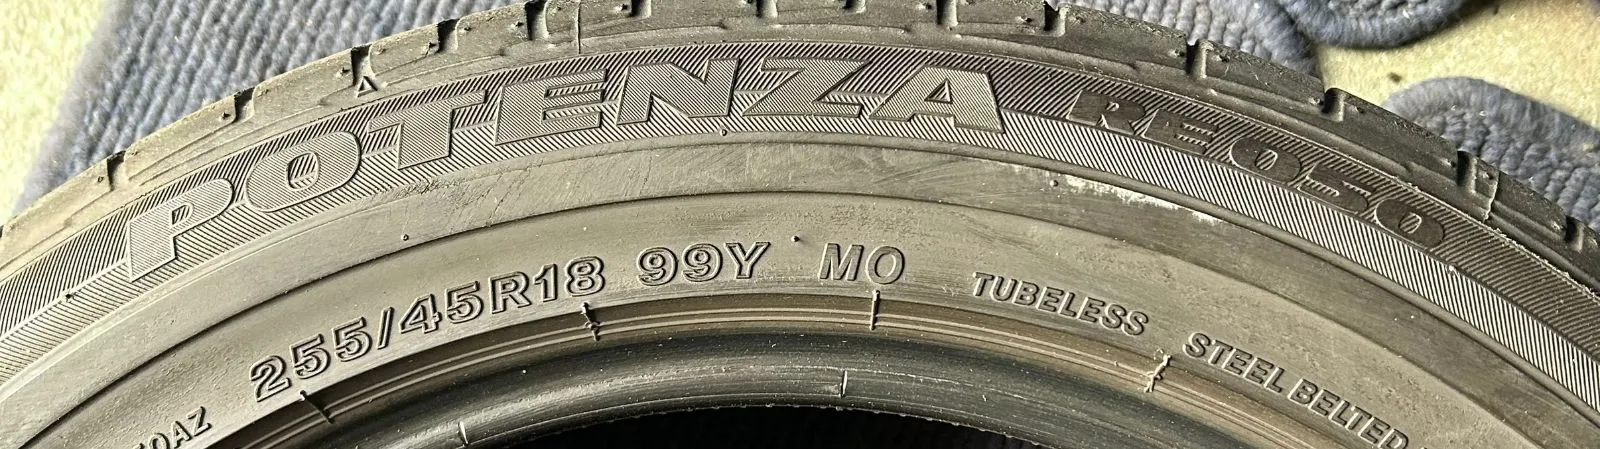 POTENZA RE050
255/45R18 99Y MO TUBELESS STEEL BELTED